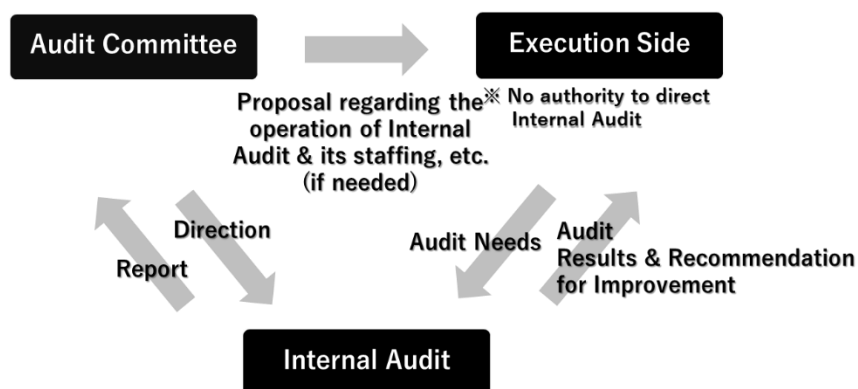 Audit Committee
Execution Side
Proposal regarding the
operation of Internal
Audit & its staffing, etc.
(if needed)
※ No authority to direct
Internal Audit
Direction
Report
Audit Needs
Audit
Results & Recommendation
for Improvement
Internal Audit